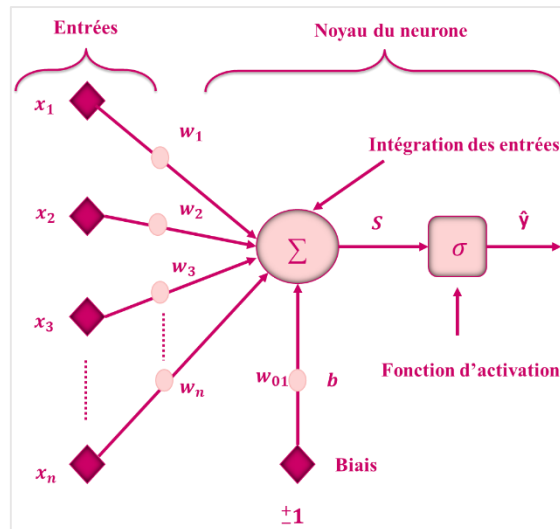 Entrées
Noyau du neurone
x₁
w₁
Intégration des entrées
x₂
w₂
∑
S
σ
ŷ
w₃
x₃
wₙ
w₀₁
b
Fonction d’activation
xₙ
Biais
±1